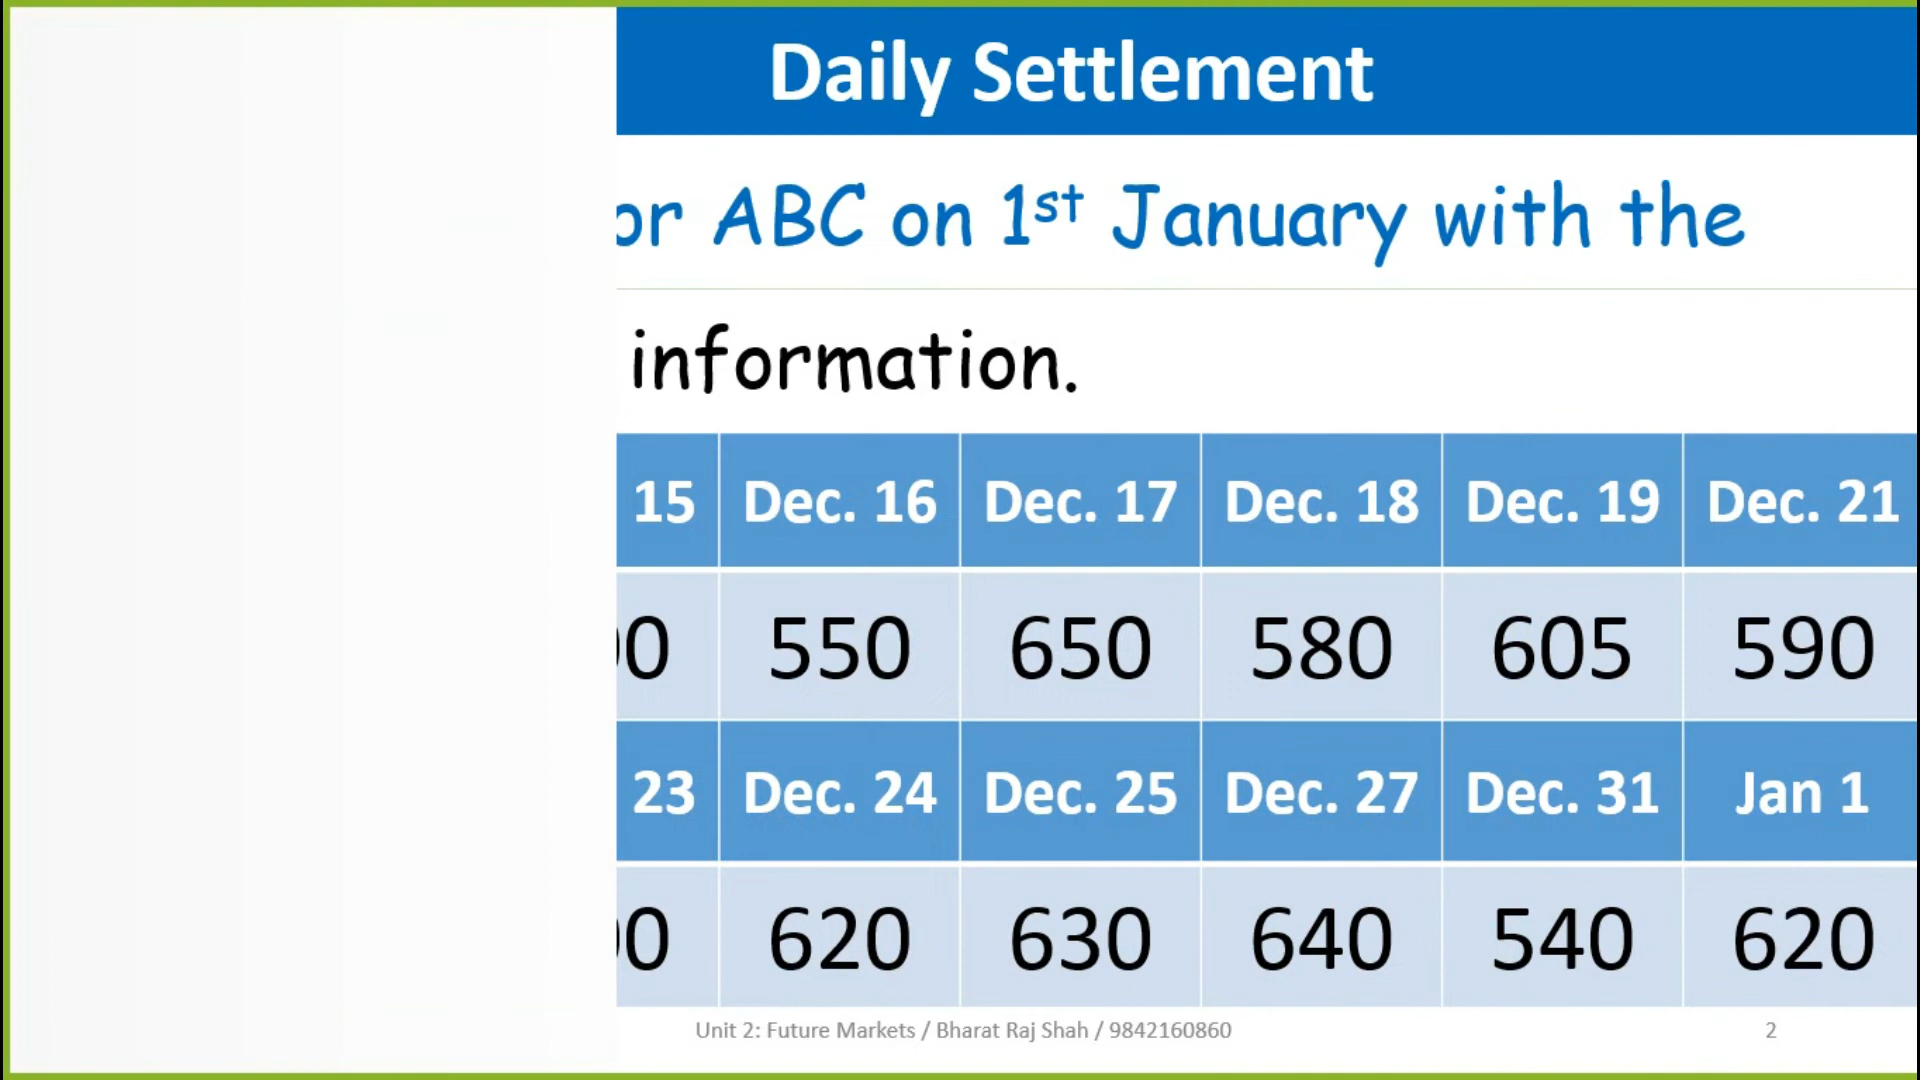 Daily Settlement
or ABC on 1st January with the
information.
15 Dec. 16 Dec. 17 Dec. 18 Dec. 19 Dec. 21
0 550 650 580 605 590
23 Dec. 24 Dec. 25 Dec. 27 Dec. 31 Jan 1
0 620 630 640 540 620
Unit 2: Future Markets / Bharat Raj Shah / 9842160860 2